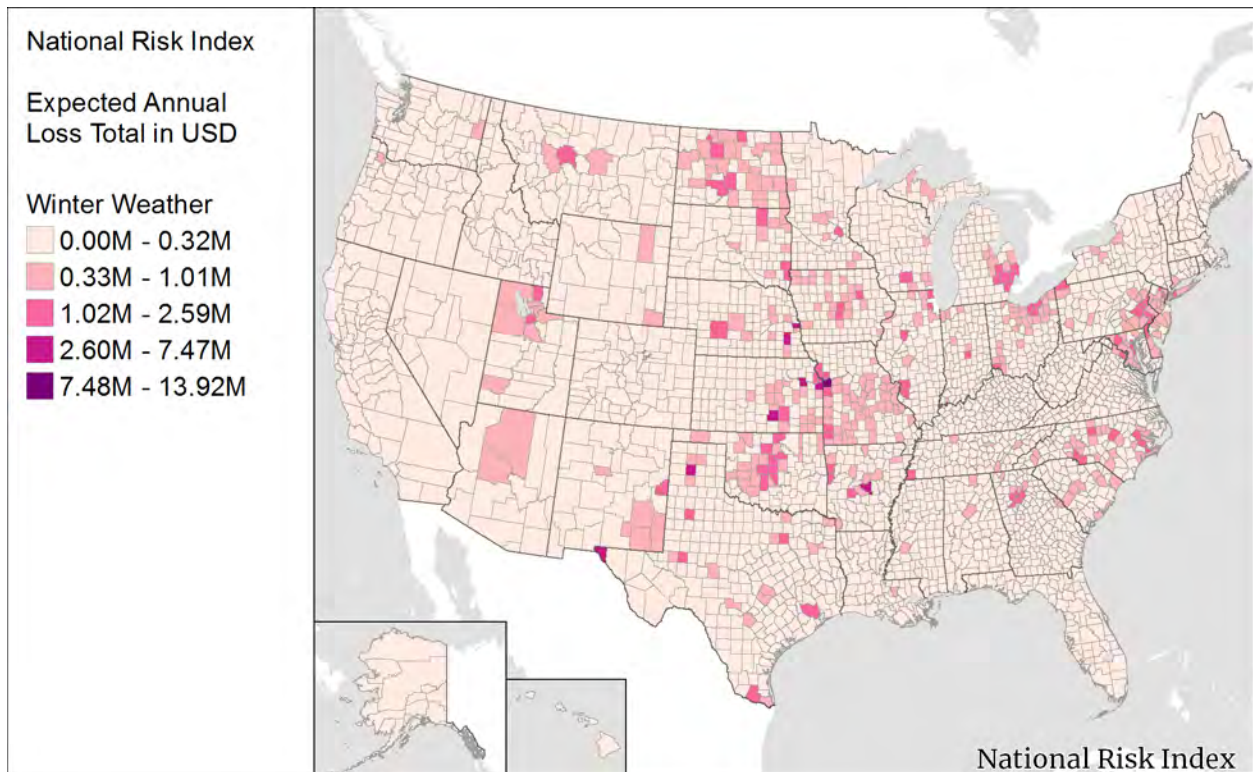 National Risk Index
Expected Annual
Loss Total in USD
Winter Weather
0.00M - 0.32M
0.33M - 1.01M
1.02M - 2.59M
2.60M - 7.47M
7.48M - 13.92M
National Risk Index